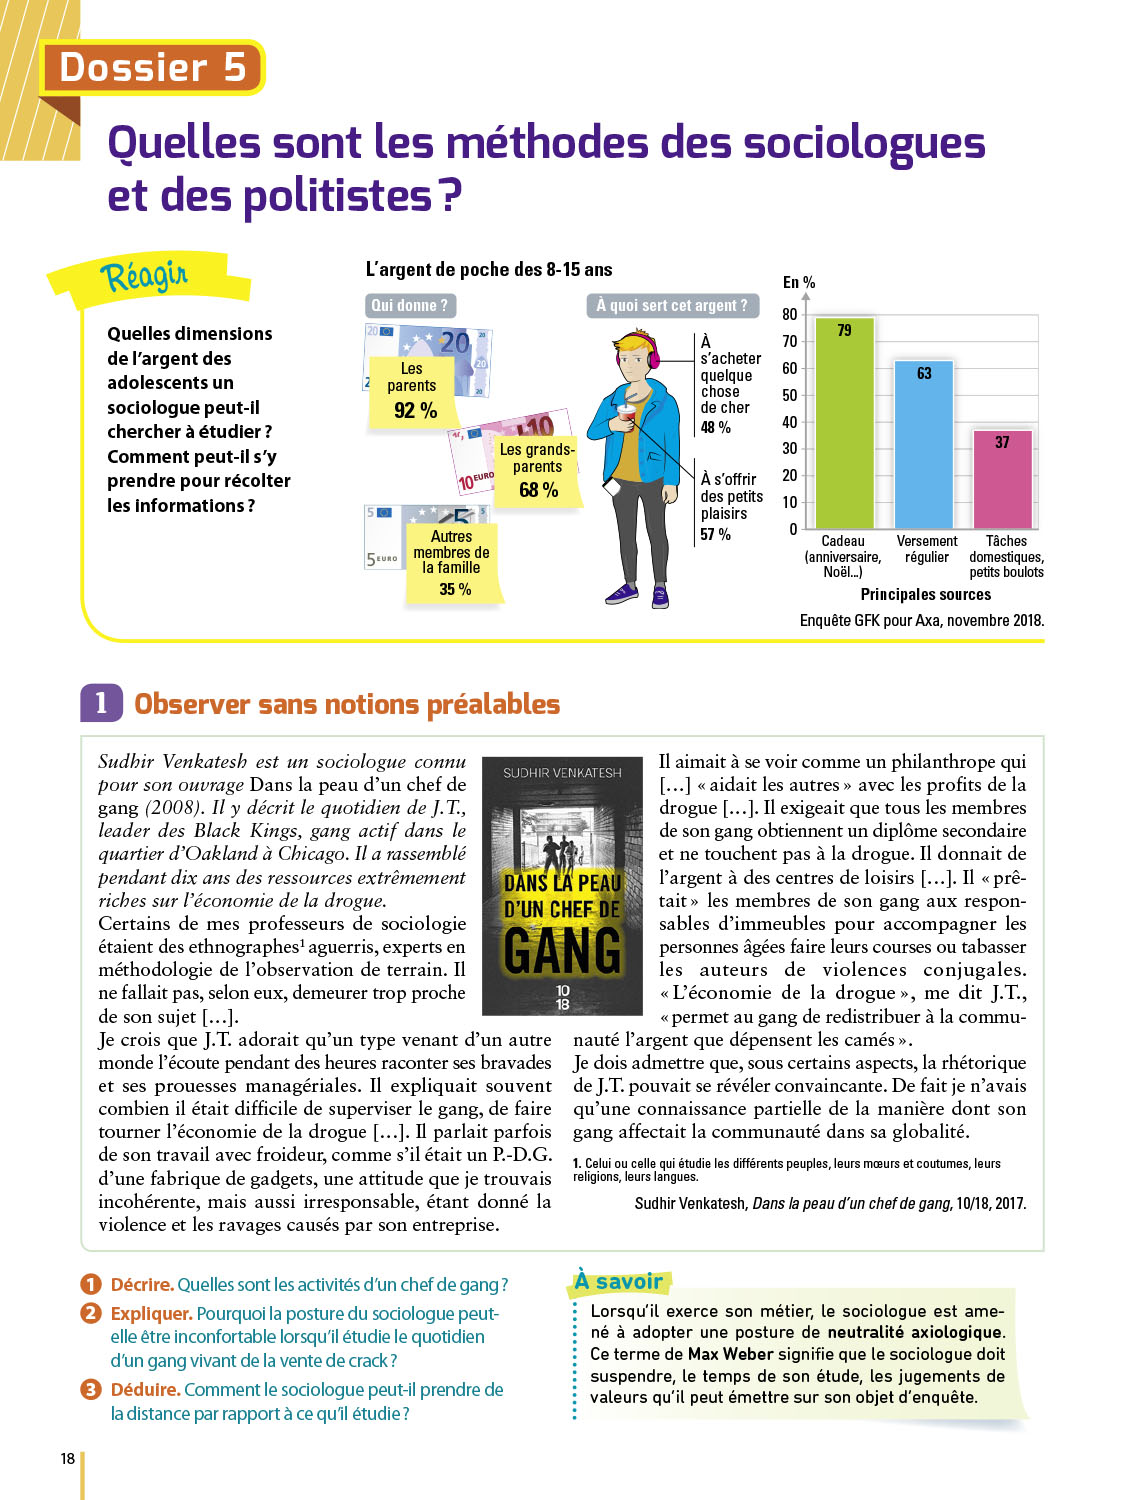 Dossier 5
Quelles sont les méthodes des sociologues
et des politistes ?
Réagir
Quelles dimensions
de l'argent des
adolescents un
sociologue peut-il
chercher à étudier ?
Comment peut-il s'y
prendre pour récolter
les informations ?
L'argent de poche des 8-15 ans
Qui donne ?
20
20
20
20
20
Les
parents
92 %
10
10 EURO
Les grands-
parents
68 %
5
5
5
5 EURO
Autres
membres de
la famille
35 %
À quoi sert cet argent ?
À
s'acheter
quelque
chose
de cher
48 %
À s'offrir
des petits
plaisirs
57 %
En %
80
70
60
50
40
30
20
10
0
79
63
37
Cadeau
(anniversaire,
Noël...)
Versement
régulier
Tâches
domestiques,
petits boulots
Principales sources
Enquête GFK pour Axa, novembre 2018.
1 Observer sans notions préalables
Sudhir Venkatesh est un sociologue connu
pour son ouvrage Dans la peau d'un chef de
gang (2008). Il y décrit le quotidien de J.T.,
leader des Black Kings, gang actif dans le
quartier d'Oakland à Chicago. Il a rassemblé
pendant dix ans des ressources extrêmement
riches sur l'économie de la drogue.
Certains de mes professeurs de sociologie
étaient des ethnographes¹ aguerris, experts en
méthodologie de l'observation de terrain. Il
ne fallait pas, selon eux, demeurer trop proche
de son sujet […].
Je crois que J.T. adorait qu'un type venant d'un autre
monde l'écoute pendant des heures raconter ses bravades
et ses prouesses managériales. Il expliquait souvent
combien il était difficile de superviser le gang, de faire
tourner l'économie de la drogue […]. Il parlait parfois
de son travail avec froideur, comme s'il était un P.-D.G.
d'une fabrique de gadgets, une attitude que je trouvais
incohérente, mais aussi irresponsable, étant donné la
violence et les ravages causés par son entreprise.
SUDHIR VENKATESH
DANS LA PEAU
D'UN CHEF DE
GANG
10
18
Il aimait à se voir comme un philanthrope qui
[…] « aidait les autres » avec les profits de la
drogue […]. Il exigeait que tous les membres
de son gang obtiennent un diplôme secondaire
et ne touchent pas à la drogue. Il donnait de
l'argent à des centres de loisirs […]. Il « prê-
tait » les membres de son gang aux respon-
sables d'immeubles pour accompagner les
personnes âgées faire leurs courses ou tabasser
les auteurs de violences conjugales.
« L'économie de la drogue », me dit J.T.,
« permet au gang de redistribuer à la commu-
nauté l'argent que dépensent les camés ».
Je dois admettre que, sous certains aspects, la rhétorique
de J.T. pouvait se révéler convaincante. De fait je n'avais
qu'une connaissance partielle de la manière dont son
gang affectait la communauté dans sa globalité.
1. Celui ou celle qui étudie les différents peuples, leurs mœurs et coutumes, leurs
religions, leurs langues.
Sudhir Venkatesh, Dans la peau d'un chef de gang, 10/18, 2017.
1 Décrire. Quelles sont les activités d'un chef de gang ?
2 Expliquer. Pourquoi la posture du sociologue peut-
elle être inconfortable lorsqu'il étudie le quotidien
d'un gang vivant de la vente de crack ?
3 Déduire. Comment le sociologue peut-il prendre de
la distance par rapport à ce qu'il étudie ?
À savoir
Lorsqu'il exerce son métier, le sociologue est ame-
né à adopter une posture de neutralité axiologique.
Ce terme de Max Weber signifie que le sociologue doit
suspendre, le temps de son étude, les jugements de
valeurs qu'il peut émettre sur son objet d'enquête.
18